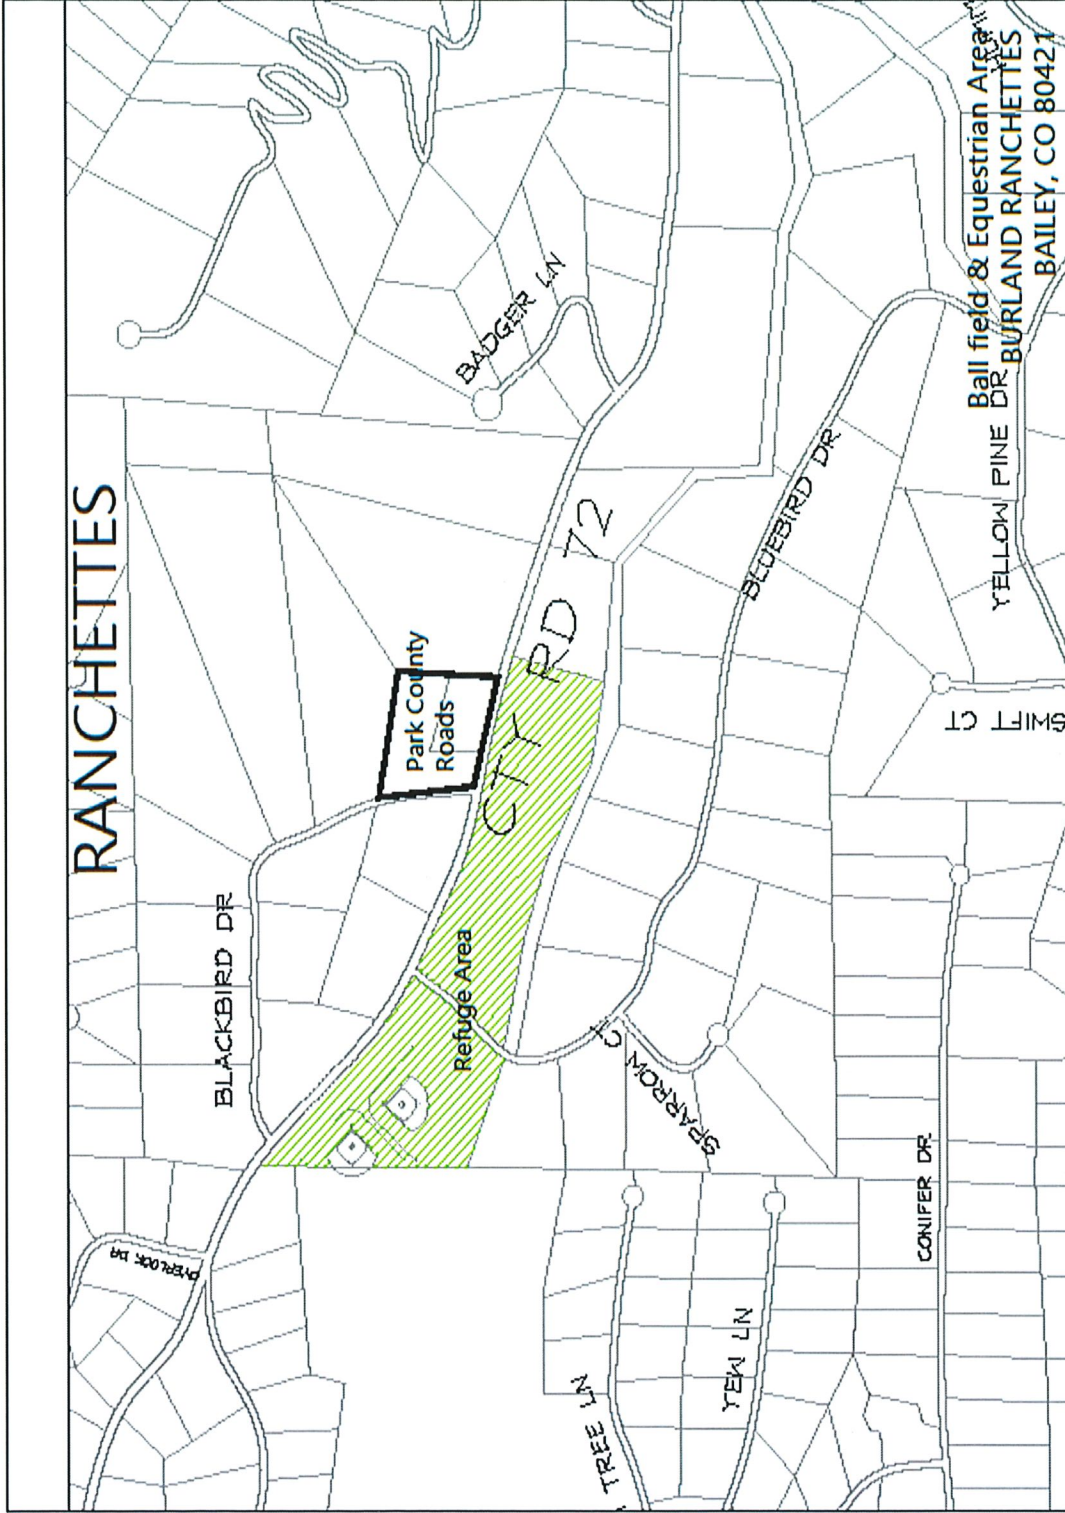 RANCHETTES
BLACKBIRD DR
OVERLOOK DR
Park County
Roads
BADGER LN
CTY RD 72
Refuge Area
BLUEBIRD DR
SPARROW CT
SWIFT CT
YELLOW PINE DR
TREE LN
YEW LN
CONIFER DR
Ball field & Equestrian Area
BURLAND RANCHETTES
BAILEY, CO 80421